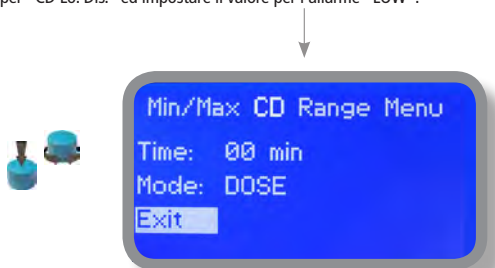 per "CD Lo. Dis." ed impostare il valore per l'allarme "LOW".
Min/Max CD Range Menu
Time: 00 min
Mode: DOSE
Exit